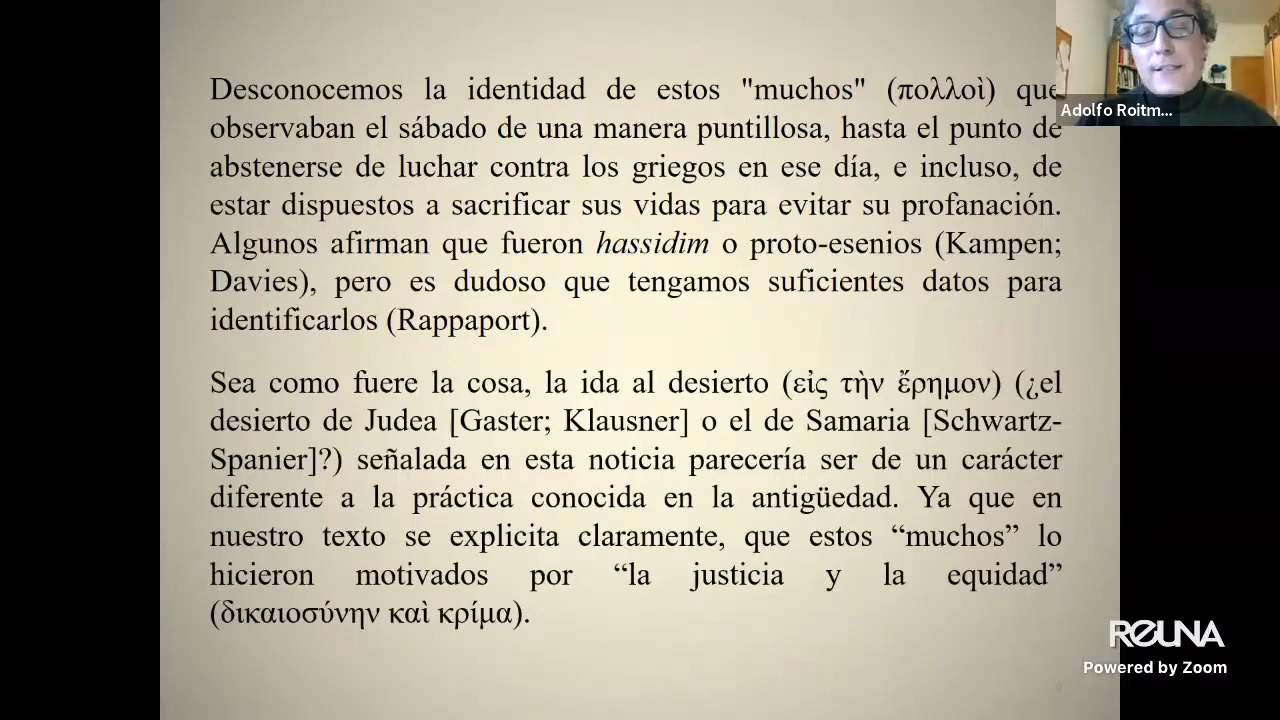 Desconocemos la identidad de estos "muchos" (πολλοὶ) que
observaban el sábado de una manera puntillosa, hasta el punto de
abstenerse de luchar contra los griegos en ese día, e incluso, de
estar dispuestos a sacrificar sus vidas para evitar su profanación.
Algunos afirman que fueron hassidim o proto-esenios (Kampen;
Davies), pero es dudoso que tengamos suficientes datos para
identificarlos (Rappaport).
Sea como fuere la cosa, la ida al desierto (εἰς τὴν ἔρημον) (¿el
desierto de Judea [Gaster; Klausner] o el de Samaria [Schwartz-
Spanier]?) señalada en esta noticia parecería ser de un carácter
diferente a la práctica conocida en la antigüedad. Ya que en
nuestro texto se explicita claramente, que estos “muchos” lo
hicieron motivados por “la justicia y la equidad”
(δικαιοσύνην καὶ κρίμα).
Adolfo Roitm...
REUNA
Powered by Zoom